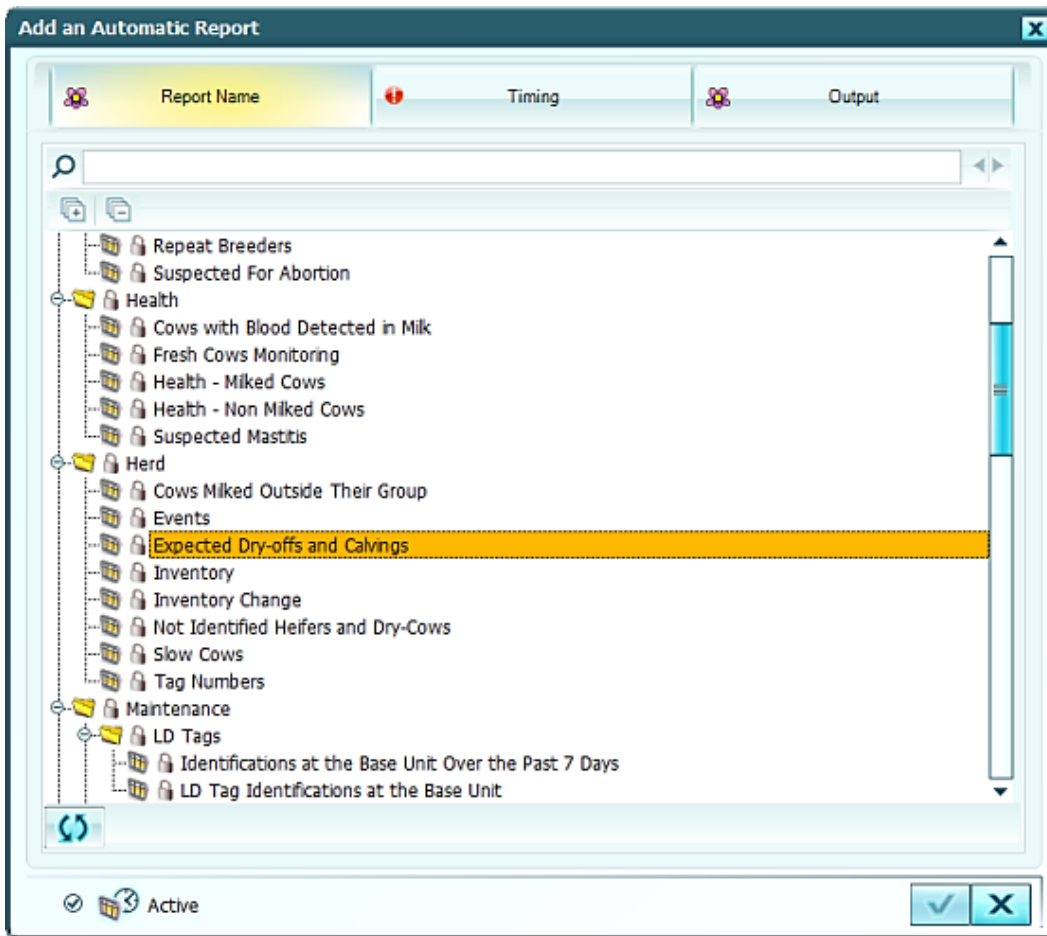 Add an Automatic Report
Report Name
Timing
Output
Repeat Breeders
Suspected For Abortion
Health
Cows with Blood Detected in Milk
Fresh Cows Monitoring
Health - Milked Cows
Health - Non Milked Cows
Suspected Mastitis
Herd
Cows Milked Outside Their Group
Events
Expected Dry-offs and Calvings
Inventory
Inventory Change
Not Identified Heifers and Dry-Cows
Slow Cows
Tag Numbers
Maintenance
LD Tags
Identifications at the Base Unit Over the Past 7 Days
LD Tag Identifications at the Base Unit
Active